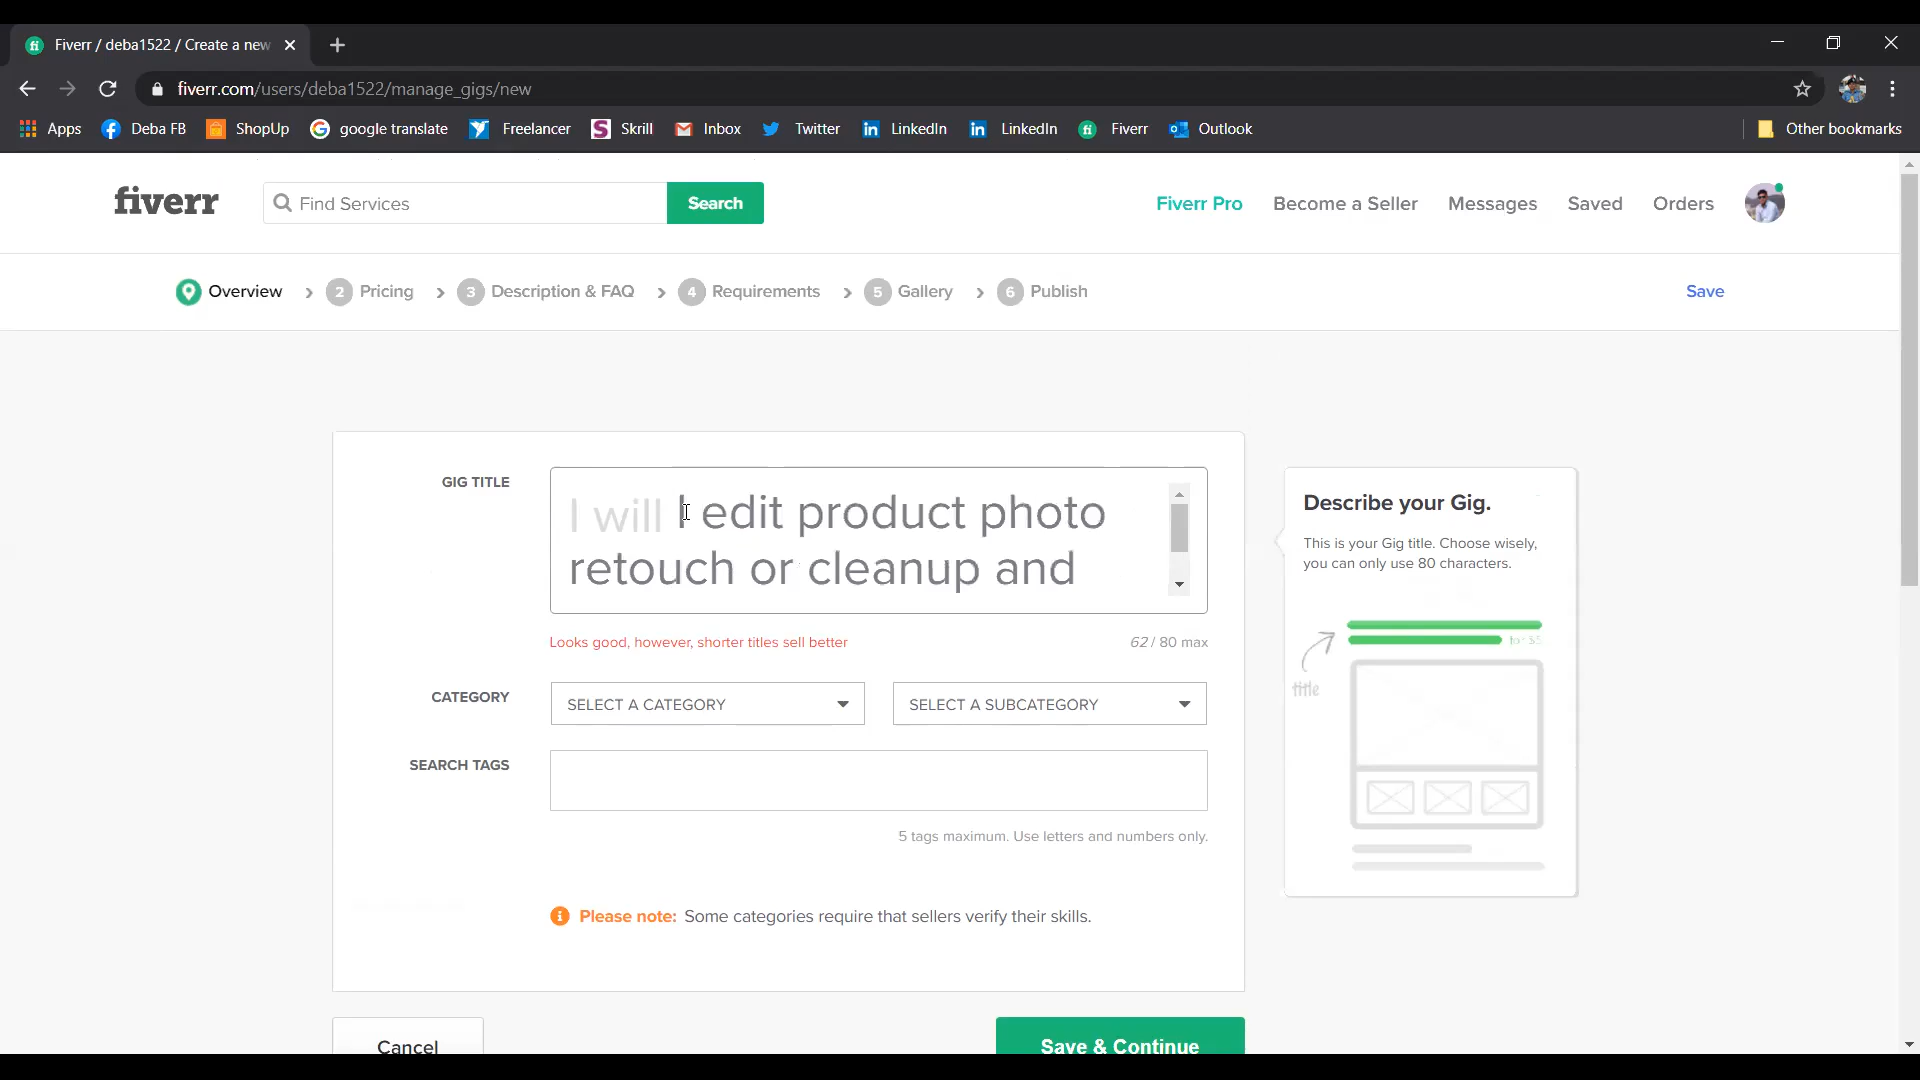 Fiverr / deba1522 / Create a new
fiverr.com/users/deba1522/manage_gigs/new
Apps Deba FB ShopUp google translate Freelancer Skrill Inbox Twitter LinkedIn LinkedIn Fiverr Outlook Other bookmarks
fiverr Find Services Search Fiverr Pro Become a Seller Messages Saved Orders
Overview 2 Pricing 3 Description & FAQ 4 Requirements 5 Gallery 6 Publish Save
GIG TITLE
I will I edit product photo
retouch or cleanup and
Looks good, however, shorter titles sell better 62 / 80 max
CATEGORY SELECT A CATEGORY SELECT A SUBCATEGORY
SEARCH TAGS
5 tags maximum. Use letters and numbers only.
Please note: Some categories require that sellers verify their skills.
Cancel Save & Continue
Describe your Gig.
This is your Gig title. Choose wisely,
you can only use 80 characters.
for $5
title